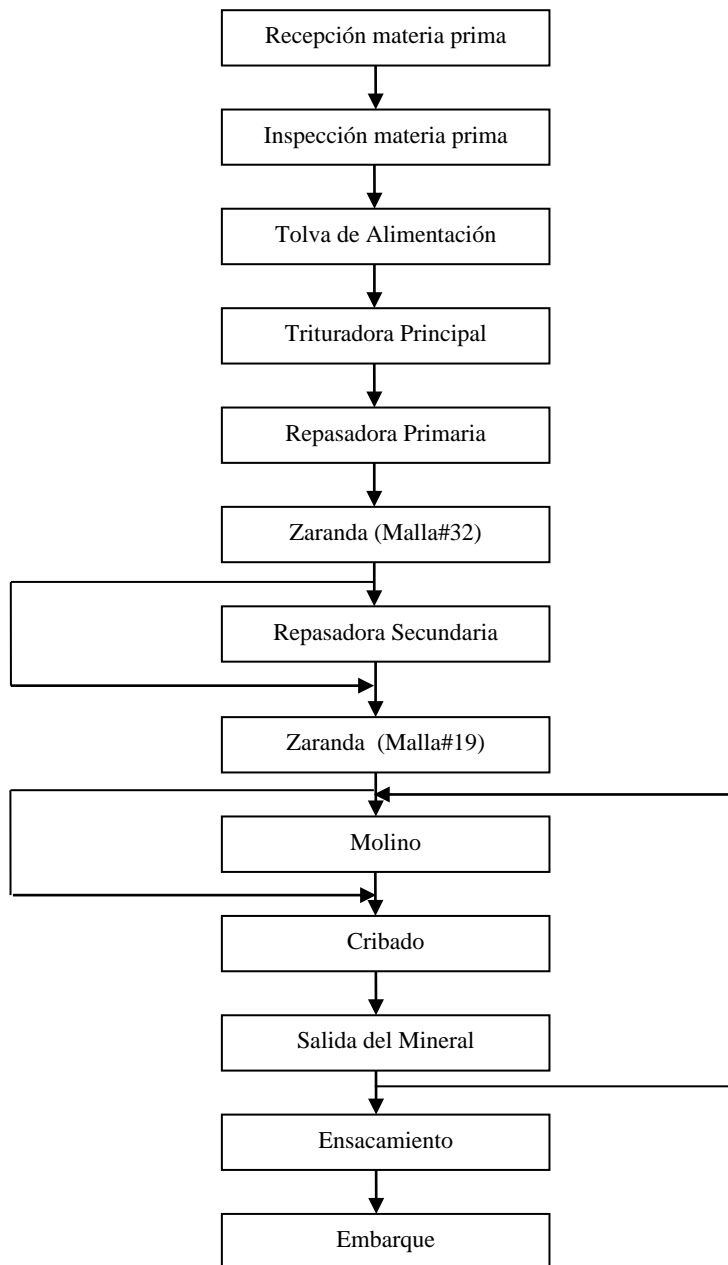 Recepción materia prima
Inspección materia prima
Tolva de Alimentación
Trituradora Principal
Repasadora Primaria
Zaranda (Malla#32)
Repasadora Secundaria
Zaranda (Malla#19)
Molino
Cribado
Salida del Mineral
Ensacamiento
Embarque